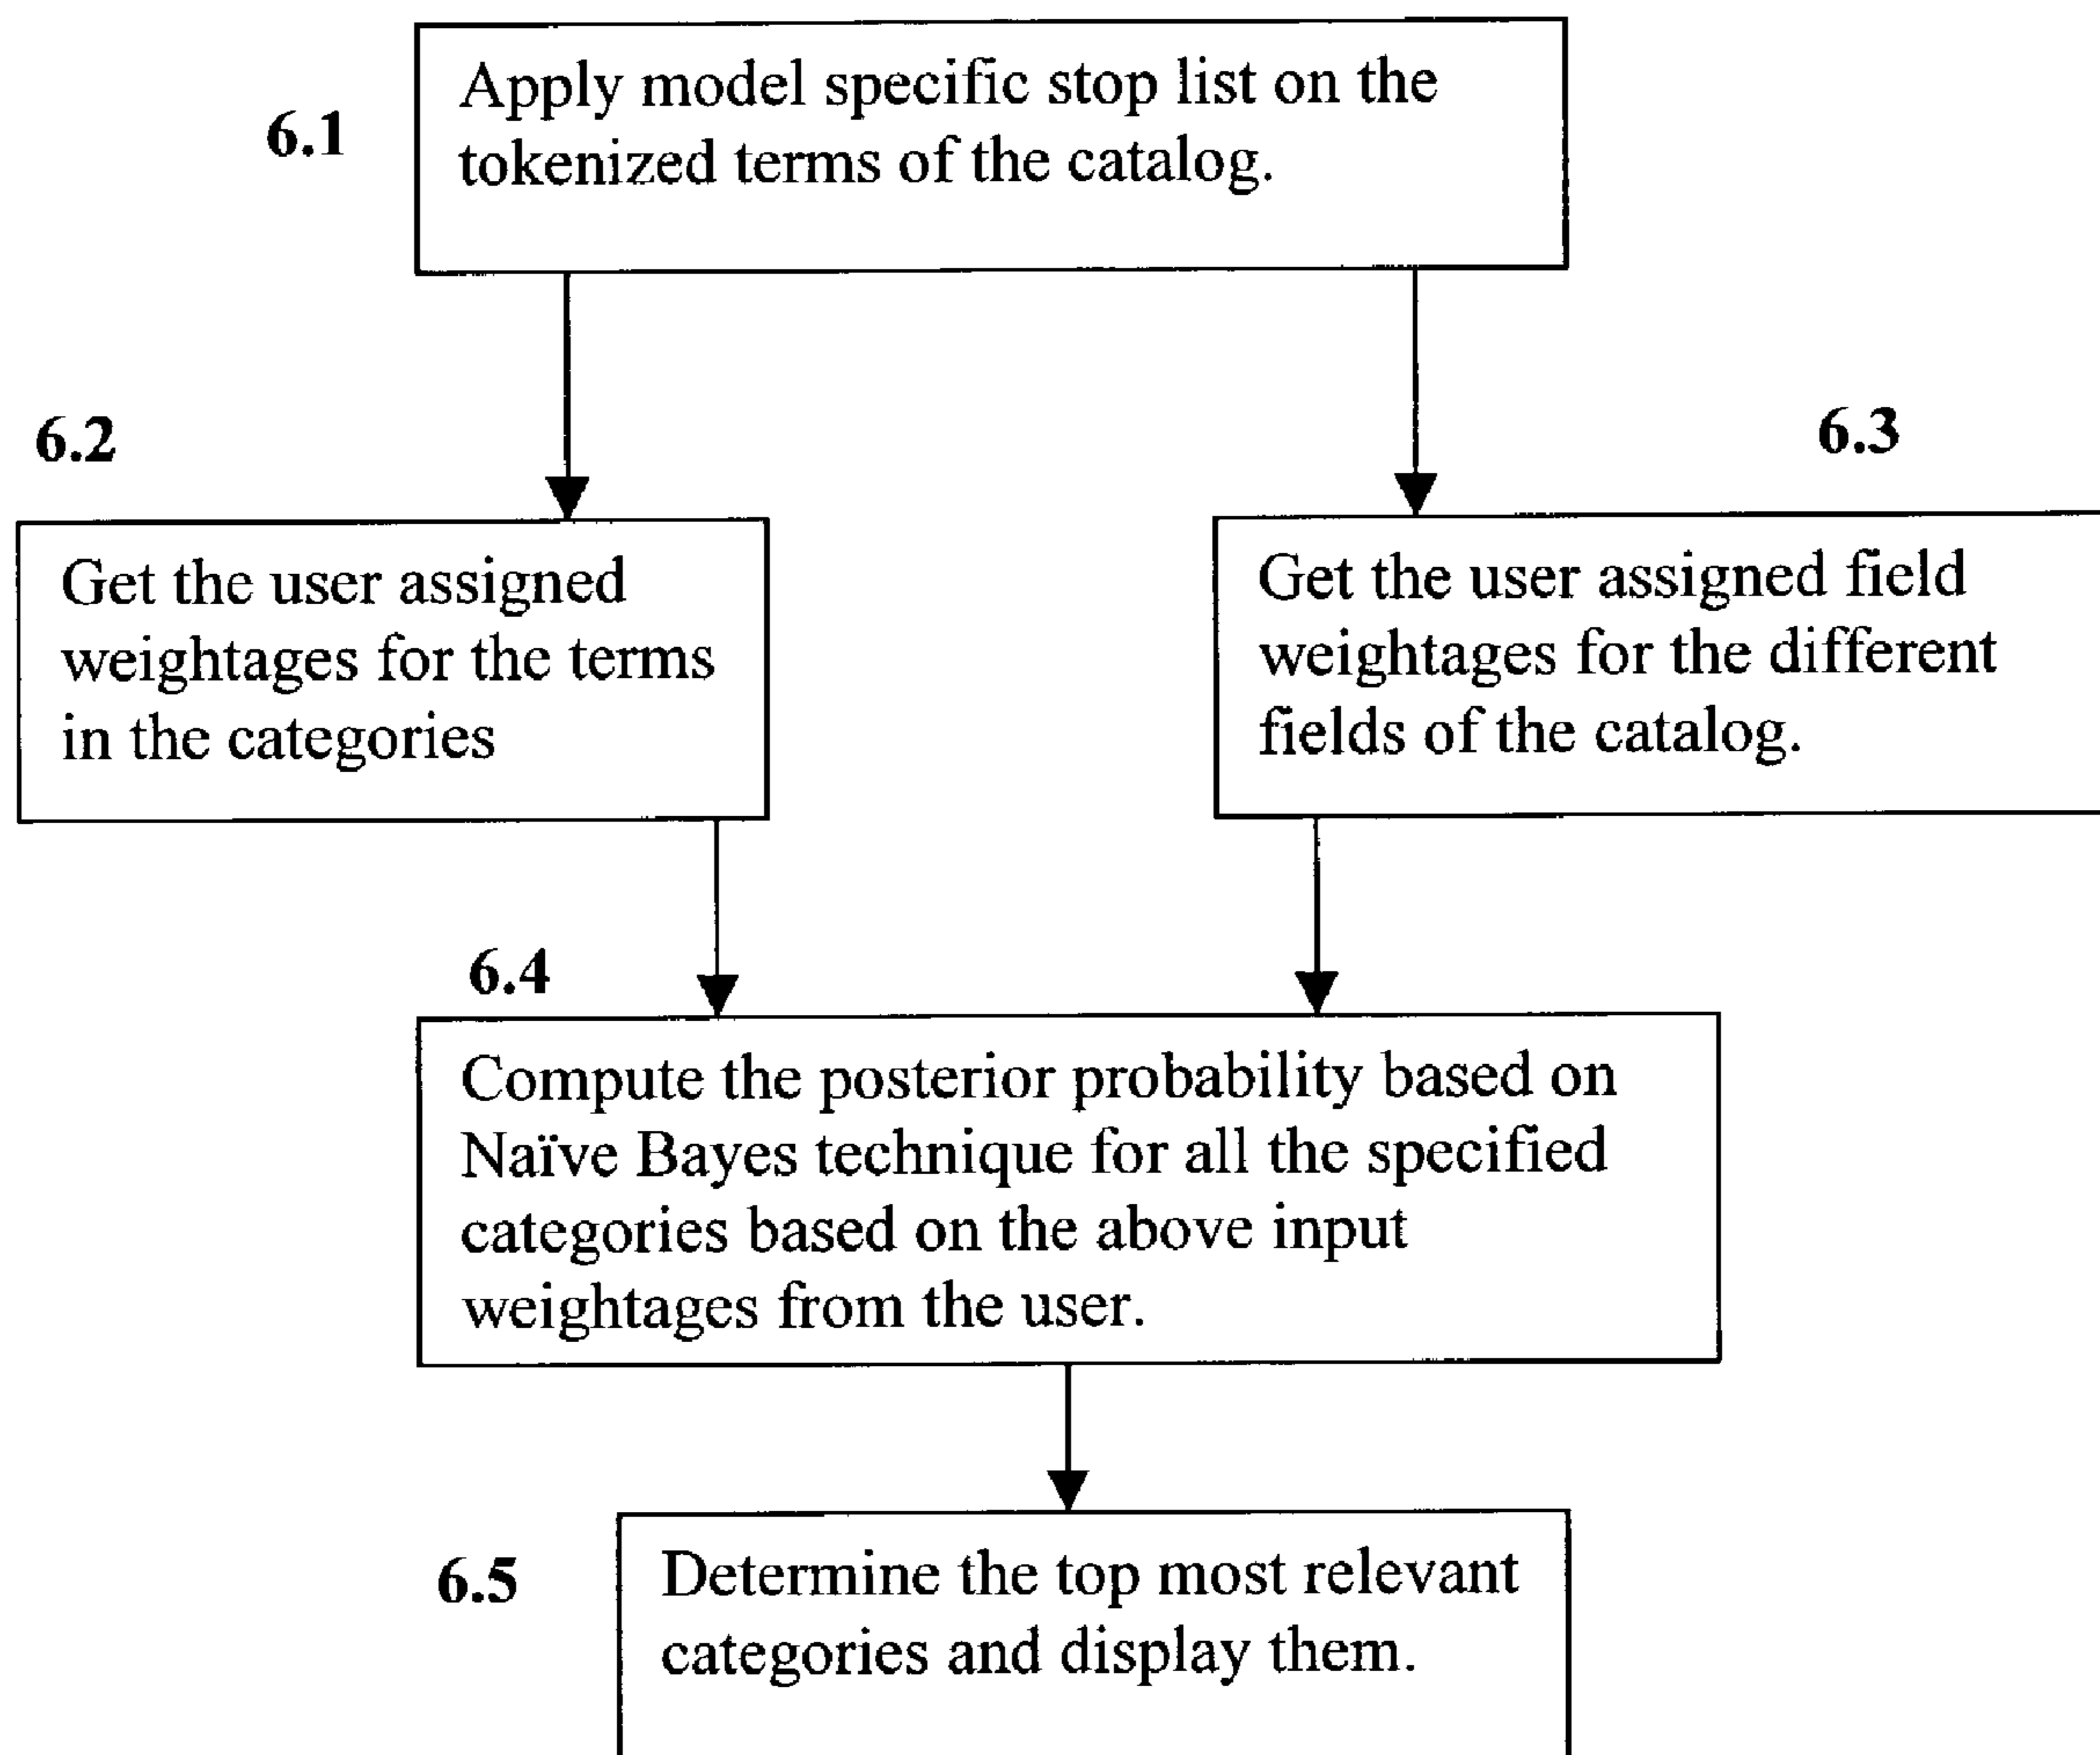 6.1
Apply model specific stop list on the
tokenized terms of the catalog.
6.2
Get the user assigned
weightages for the terms
in the categories
6.3
Get the user assigned field
weightages for the different
fields of the catalog.
6.4
Compute the posterior probability based on
Naïve Bayes technique for all the specified
categories based on the above input
weightages from the user.
6.5
Determine the top most relevant
categories and display them.